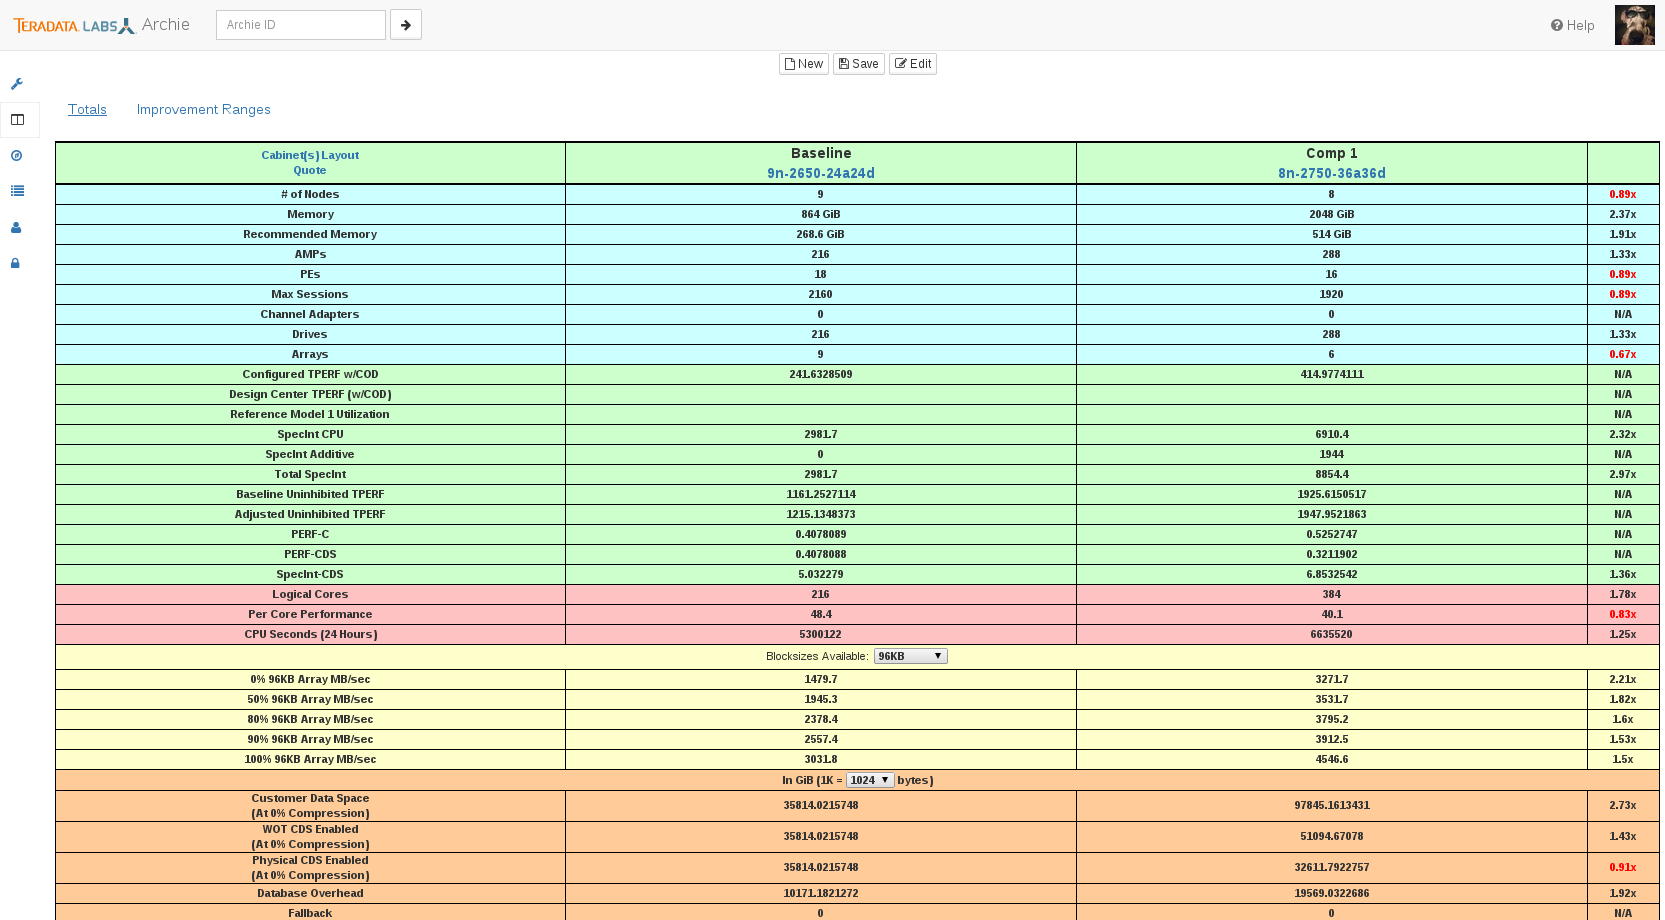 TERADATA LABS Archie Archie ID Help
New Save Edit
Totals Improvement Ranges
Cabinet(s) Layout
Quote
Baseline
9n-2650-24a24d
Comp 1
8n-2750-36a36d
# of Nodes 9 8 0.89x
Memory 864 GiB 2048 GiB 2.37x
Recommended Memory 268.6 GiB 514 GiB 1.91x
AMPs 216 288 1.33x
PEs 18 16 0.89x
Max Sessions 2160 1920 0.89x
Channel Adapters 0 0 N/A
Drives 216 288 1.33x
Arrays 9 6 0.67x
Configured TPERF w/COD 241.6328509 414.9774111 N/A
Design Center TPERF (w/COD) N/A
Reference Model 1 Utilization N/A
SpecInt CPU 2981.7 6910.4 2.32x
SpecInt Additive 0 1944 N/A
Total SpecInt 2981.7 8854.4 2.97x
Baseline Uninhibited TPERF 1161.2527114 1925.6150517 N/A
Adjusted Uninhibited TPERF 1215.1348373 1947.9521863 N/A
PERF-C 0.4078089 0.5252747 N/A
PERF-CDS 0.4078088 0.3211902 N/A
SpecInt-CDS 5.032279 6.8532542 1.36x
Logical Cores 216 384 1.78x
Per Core Performance 48.4 40.1 0.83x
CPU Seconds (24 Hours) 5300122 6635520 1.25x
Blocksizes Available: 96KB
0% 96KB Array MB/sec 1479.7 3271.7 2.21x
50% 96KB Array MB/sec 1945.3 3531.7 1.82x
80% 96KB Array MB/sec 2378.4 3795.2 1.6x
90% 96KB Array MB/sec 2557.4 3912.5 1.53x
100% 96KB Array MB/sec 3031.8 4546.6 1.5x
In GiB (1K = 1024 bytes)
Customer Data Space
(At 0% Compression) 35814.0215748 97845.1613431 2.73x
WOT CDS Enabled
(At 0% Compression) 35814.0215748 51094.67078 1.43x
Physical CDS Enabled
(At 0% Compression) 35814.0215748 32611.7922757 0.91x
Database Overhead 10171.1821272 19569.0322686 1.92x
Fallback 0 0 N/A